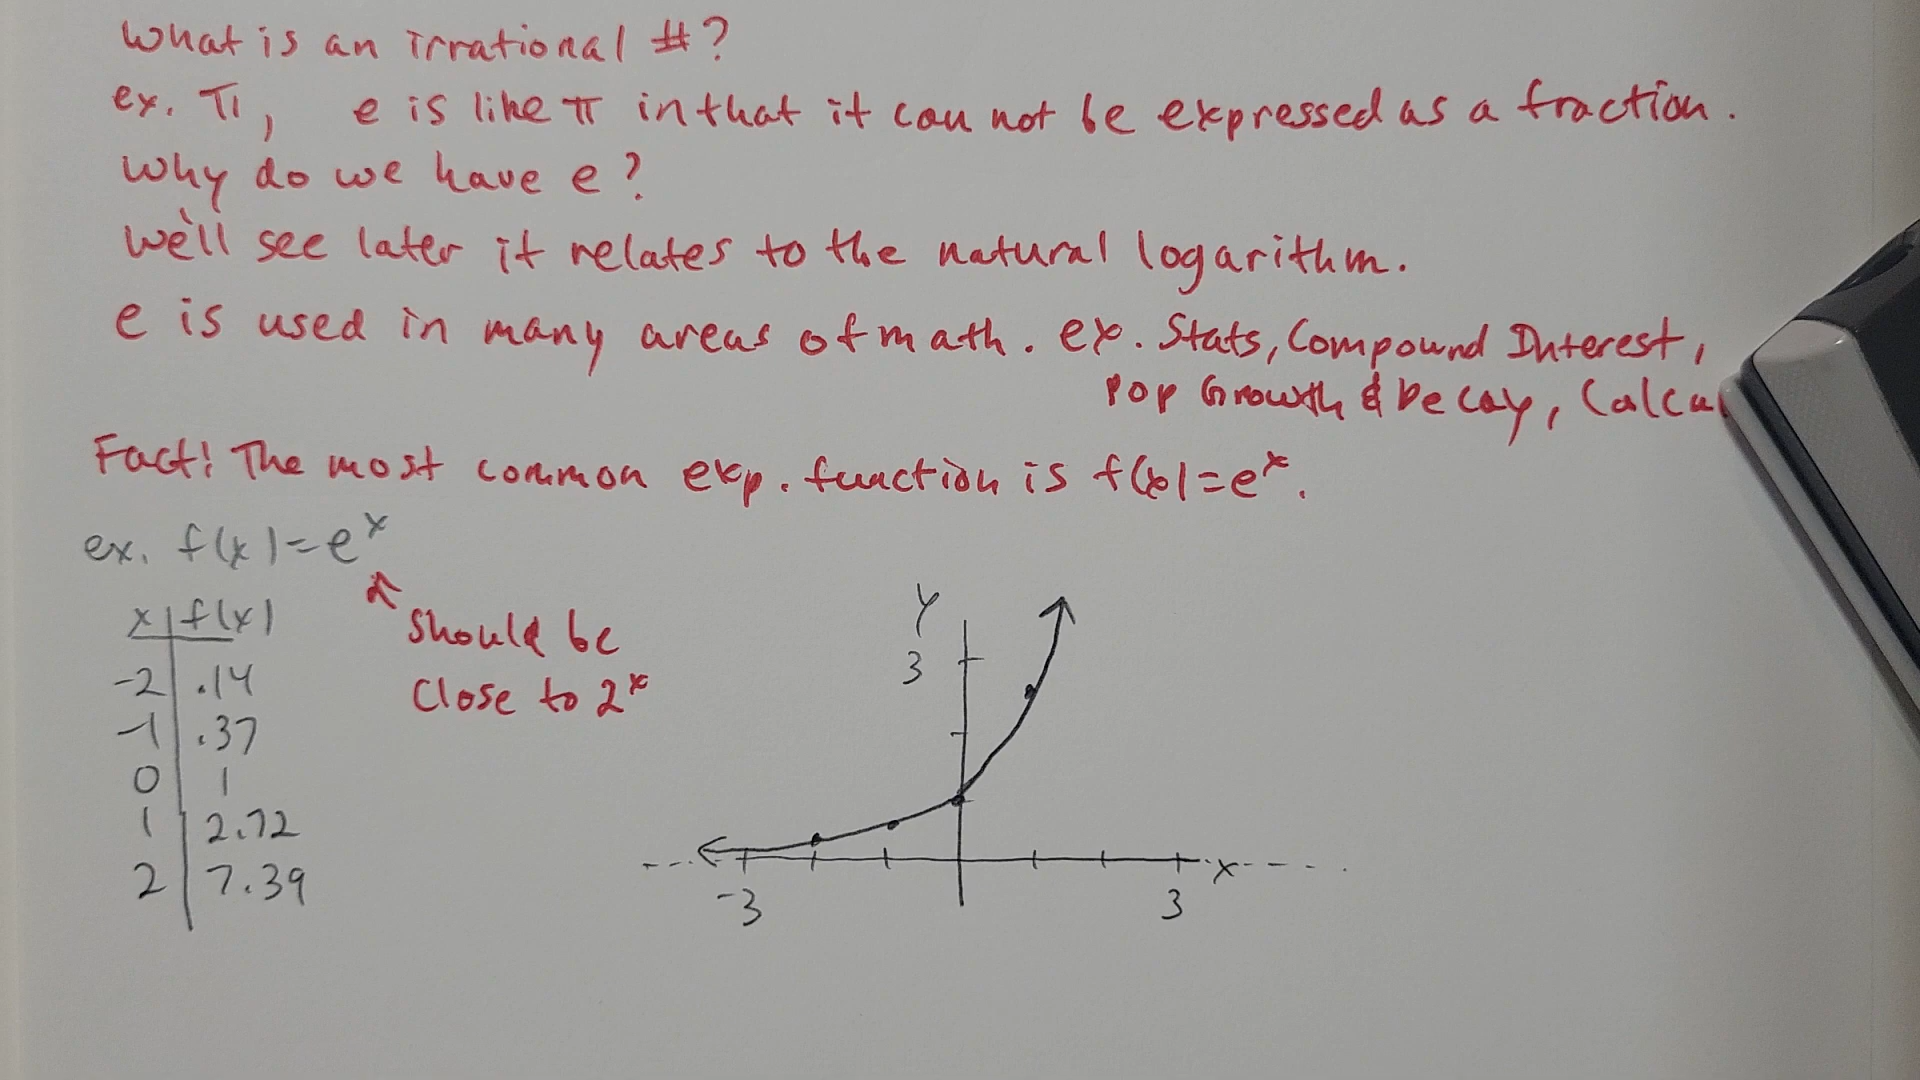 What is an irrational #?
ex. π, e is like π in that it can not be expressed as a fraction.
Why do we have e?
We'll see later it relates to the natural logarithm.
e is used in many areas of math. ex. Stats, Compound Interest,
Pop Growth & Decay, Calcu
Fact! The most common exp. function is f(x)=e^x.
ex. f(x)=e^x
Should be
Close to 2^x
x f(x)
-2 .14
-1 .37
0 1
1 2.72
2 7.39
y
3
x
-3 3